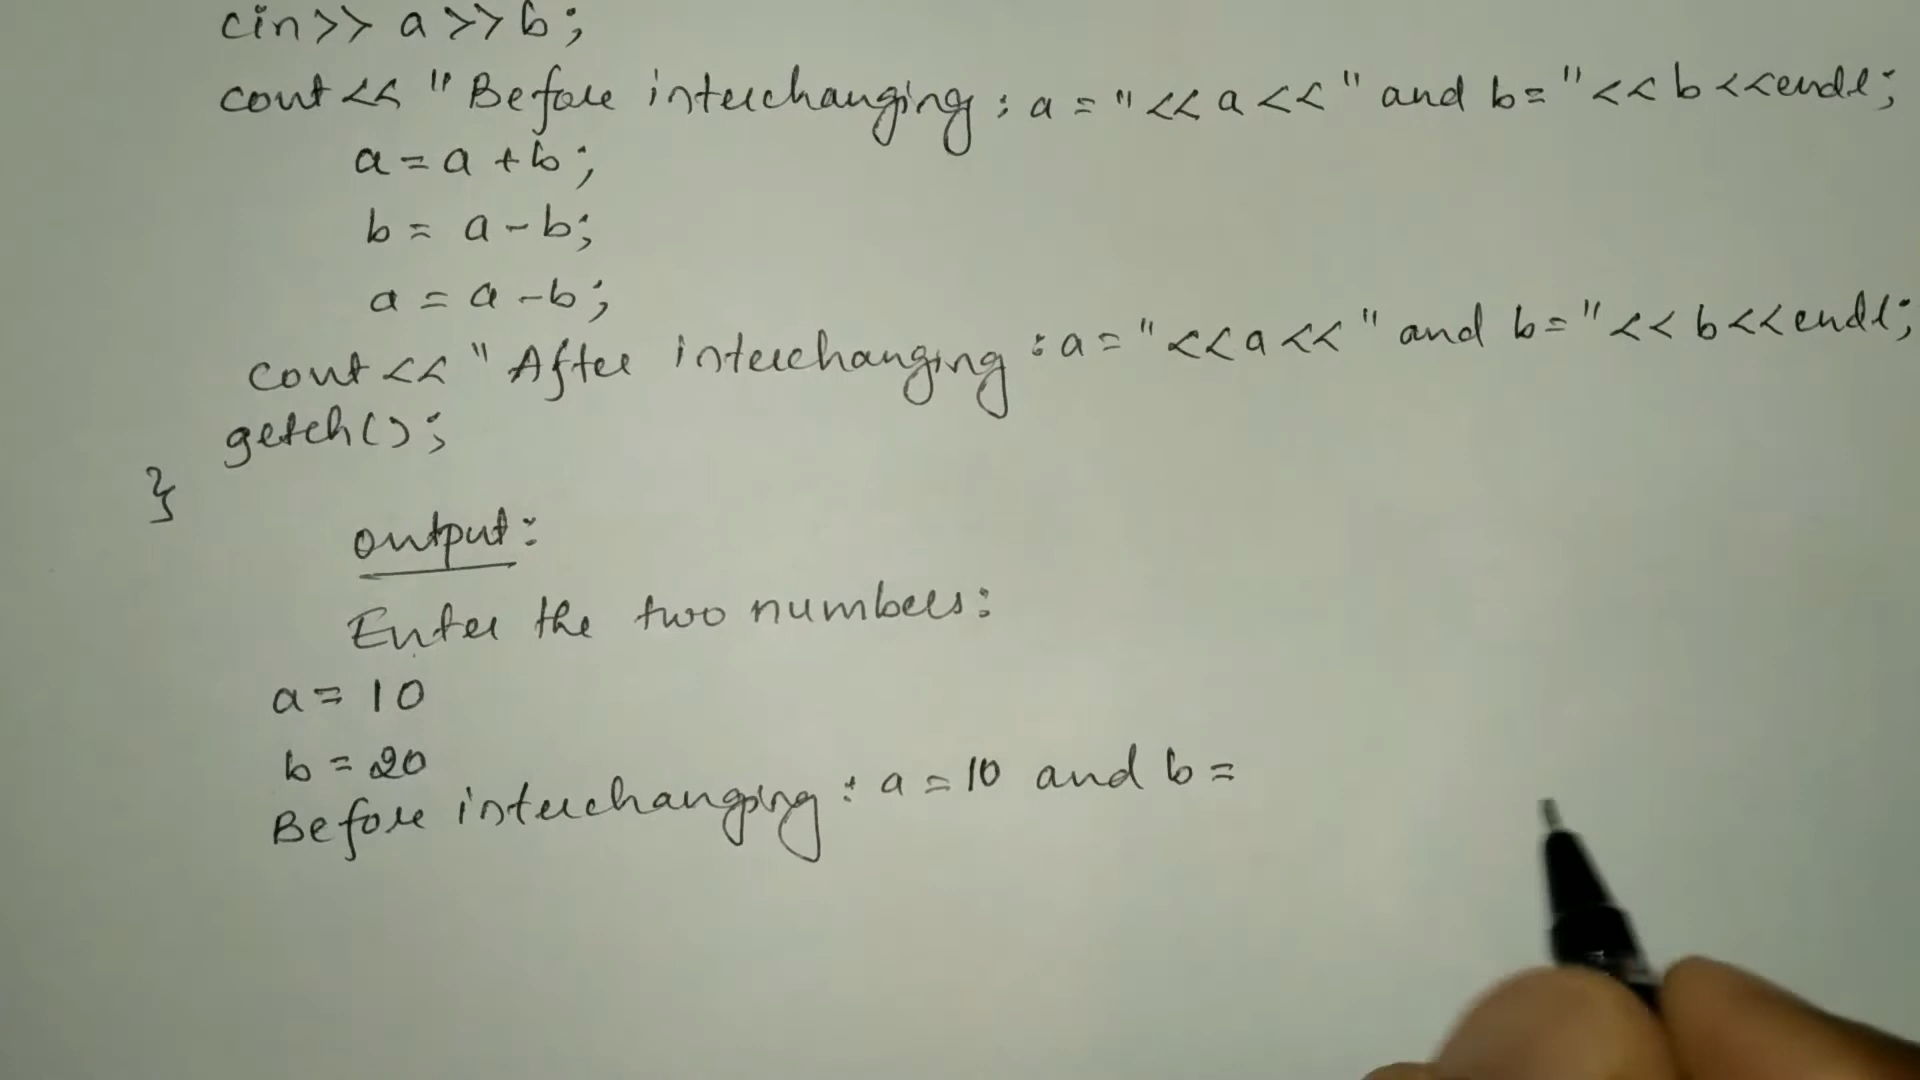 cin>> a >> b;
cout << "Before interchanging : a = "<< a << " and b= "<< b <<endl;
a = a + b;
b = a - b;
a = a - b;
cout << "After interchanging : a = "<<a<< " and b= "<< b<<endl;
getch();
}
output:
Enter the two numbers:
a = 10
b = 20
Before interchanging : a = 10 and b =